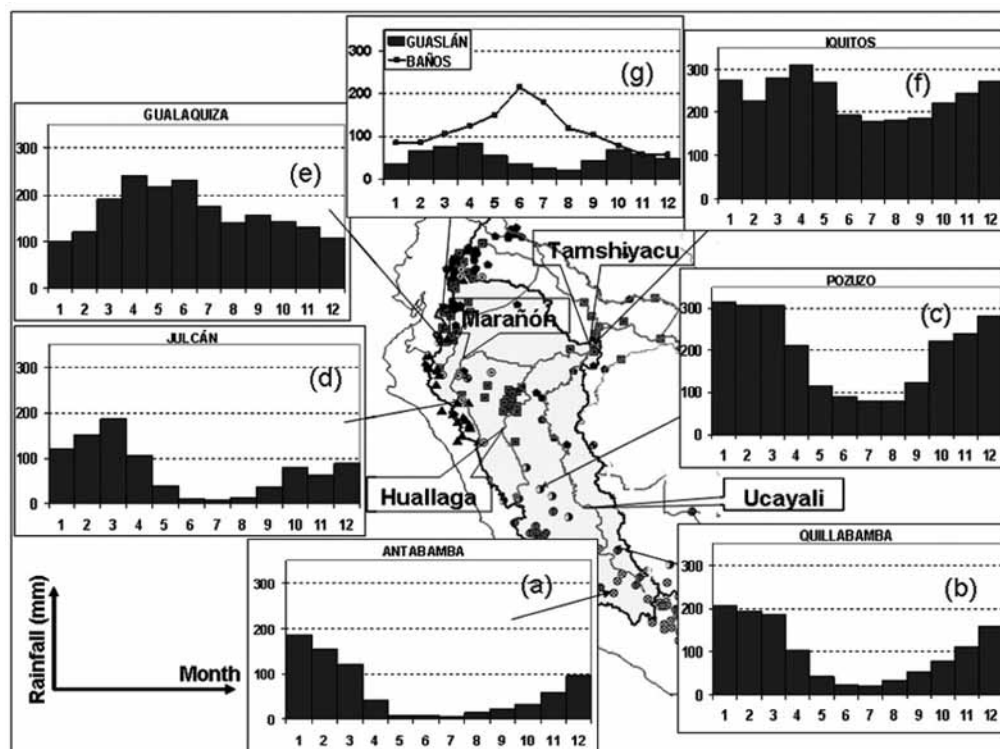 GUASLÁN
BAÑOS
(g)
300
200
100
0
1 2 3 4 5 6 7 8 9 10 11 12
IQUITOS
(f)
300
200
100
0
1 2 3 4 5 6 7 8 9 10 11 12
GUALAQUIZA
(e)
300
200
100
0
1 2 3 4 5 6 7 8 9 10 11 12
Tamshiyacu
Marañón
POZUZO
(c)
300
200
100
0
1 2 3 4 5 6 7 8 9 10 11 12
JULCÁN
(d)
300
200
100
0
1 2 3 4 5 6 7 8 9 10 11 12
Huallaga
Ucayali
ANTABAMBA
(a)
300
200
100
0
1 2 3 4 5 6 7 8 9 10 11 12
QUILLABAMBA
(b)
300
200
100
0
1 2 3 4 5 6 7 8 9 10 11 12
Rainfall (mm)
Month